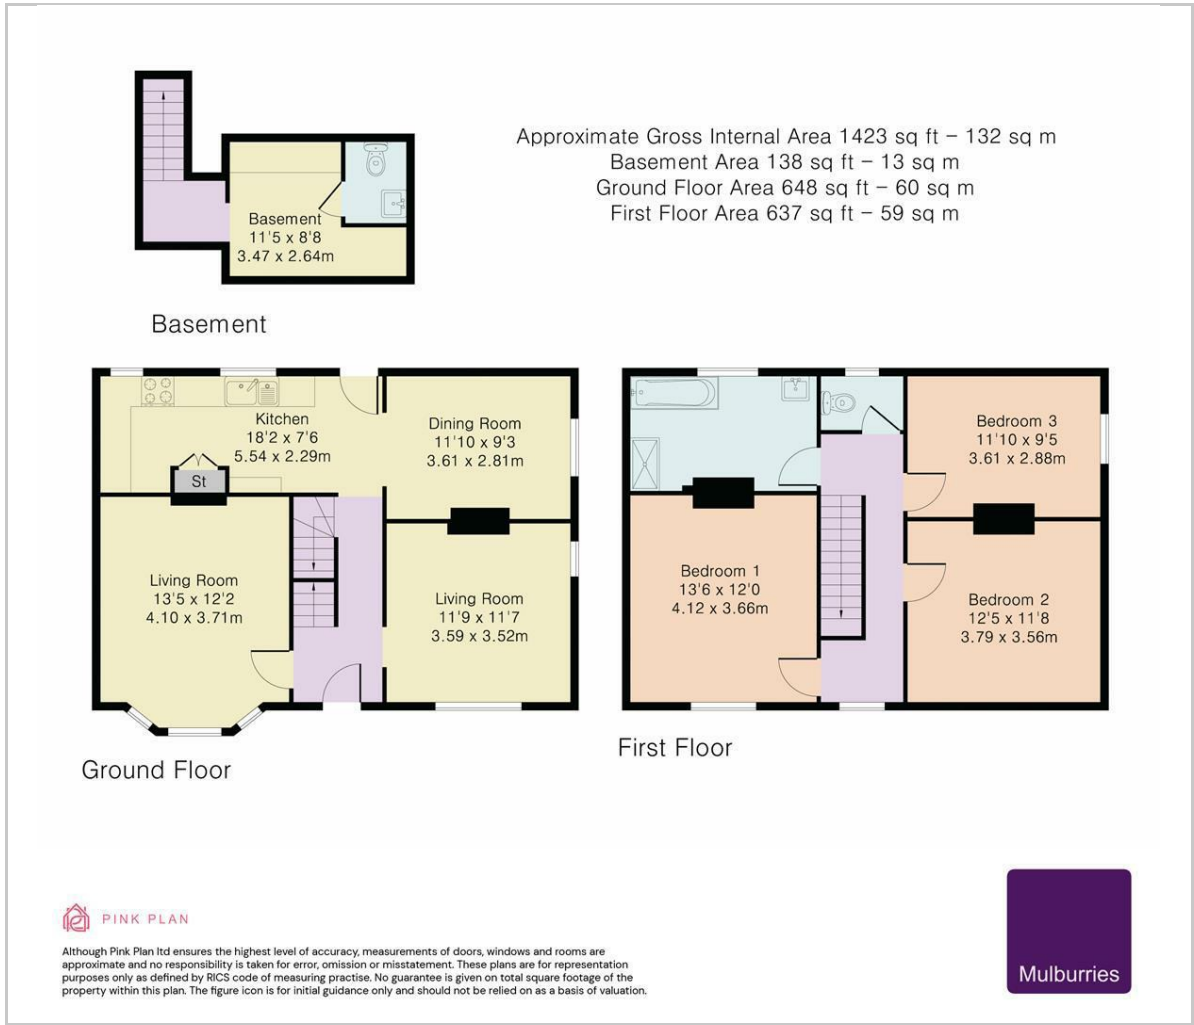 Approximate Gross Internal Area 1423 sq ft – 132 sq m
Basement Area 138 sq ft – 13 sq m
Ground Floor Area 648 sq ft – 60 sq m
First Floor Area 637 sq ft – 59 sq m
Basement
11'5 x 8'8
3.47 x 2.64m
Basement
Kitchen
18'2 x 7'6
5.54 x 2.29m
St
Dining Room
11'10 x 9'3
3.61 x 2.81m
Living Room
13'5 x 12'2
4.10 x 3.71m
Living Room
11'9 x 11'7
3.59 x 3.52m
Ground Floor
Bedroom 3
11'10 x 9'5
3.61 x 2.88m
Bedroom 1
13'6 x 12'0
4.12 x 3.66m
Bedroom 2
12'5 x 11'8
3.79 x 3.56m
First Floor
PINK PLAN
Although Pink Plan ltd ensures the highest level of accuracy, measurements of doors, windows and rooms are
approximate and no responsibility is taken for error, omission or misstatement. These plans are for representation
purposes only as defined by RICS code of measuring practise. No guarantee is given on total square footage of the
property within this plan. The figure icon is for initial guidance only and should not be relied on as a basis of valuation.
Mulburries